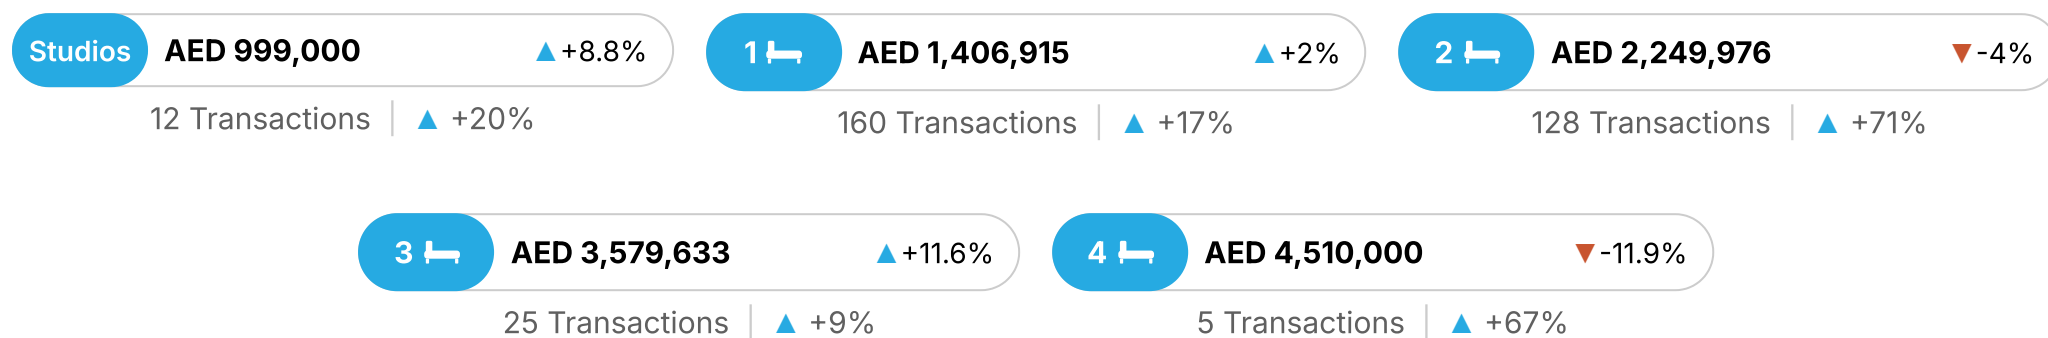 Studios AED 999,000 ▲+8.8%
12 Transactions | ▲ +20%
1 AED 1,406,915 ▲+2%
160 Transactions | ▲ +17%
2 AED 2,249,976 ▼-4%
128 Transactions | ▲ +71%
3 AED 3,579,633 ▲+11.6%
25 Transactions | ▲ +9%
4 AED 4,510,000 ▼-11.9%
5 Transactions | ▲ +67%